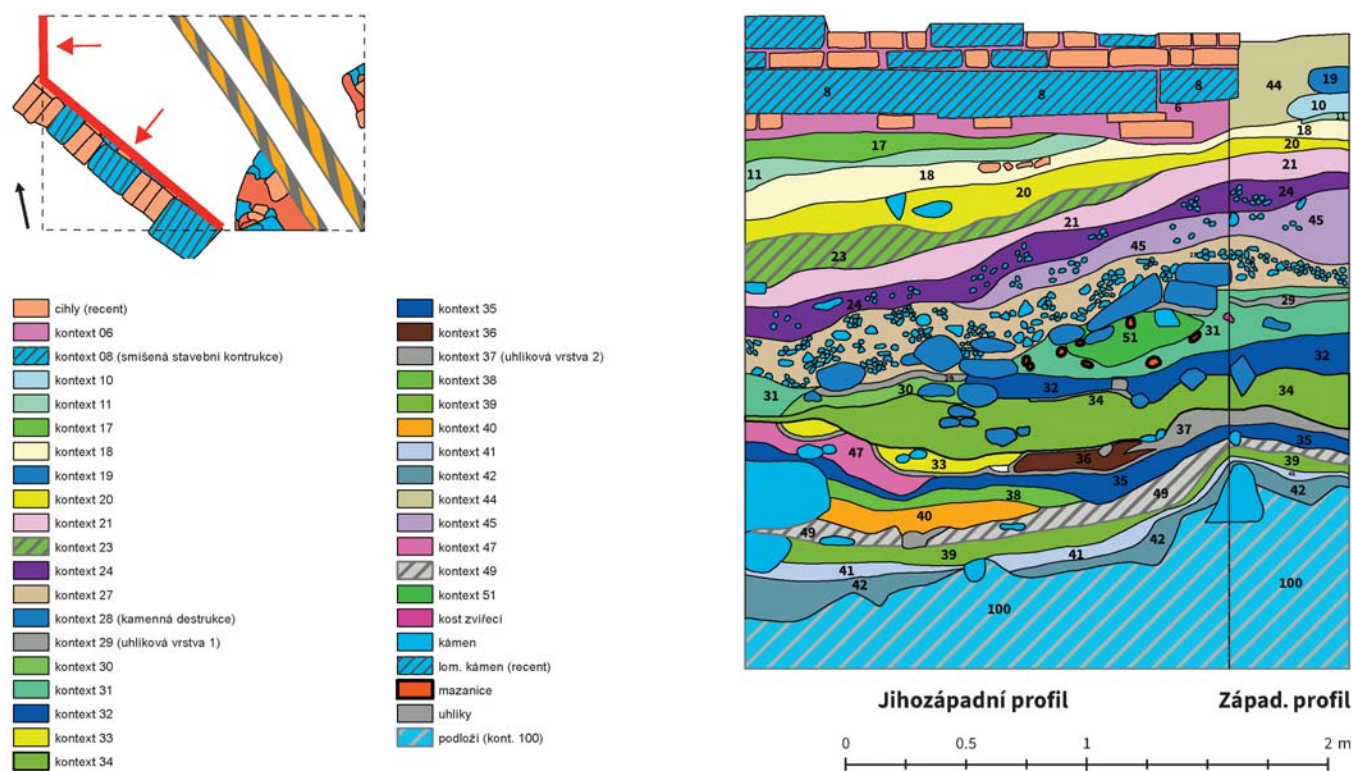 cihly (recent)
kontext 06
kontext 08 (smíšená stavební kontrukce)
kontext 10
kontext 11
kontext 17
kontext 18
kontext 19
kontext 20
kontext 21
kontext 23
kontext 24
kontext 27
kontext 28 (kamenná destrukce)
kontext 29 (uhlíková vrstva 1)
kontext 30
kontext 31
kontext 32
kontext 33
kontext 34
kontext 35
kontext 36
kontext 37 (uhlíková vrstva 2)
kontext 38
kontext 39
kontext 40
kontext 41
kontext 42
kontext 44
kontext 45
kontext 47
kontext 49
kontext 51
kost zvířecí
kámen
lom. kámen (recent)
mazanice
uhlíky
podloží (kont. 100)
8
8
8
6
44
19
10
11
17
18
20
11
18
20
21
21
24
23
45
45
24
29
51
31
32
31
30
32
34
34
47
33
36
37
35
35
39
38
49
40
49
39
41
42
42
41
42
100
100
Jihozápadní profil
Západ. profil
0 0.5 1 2 m